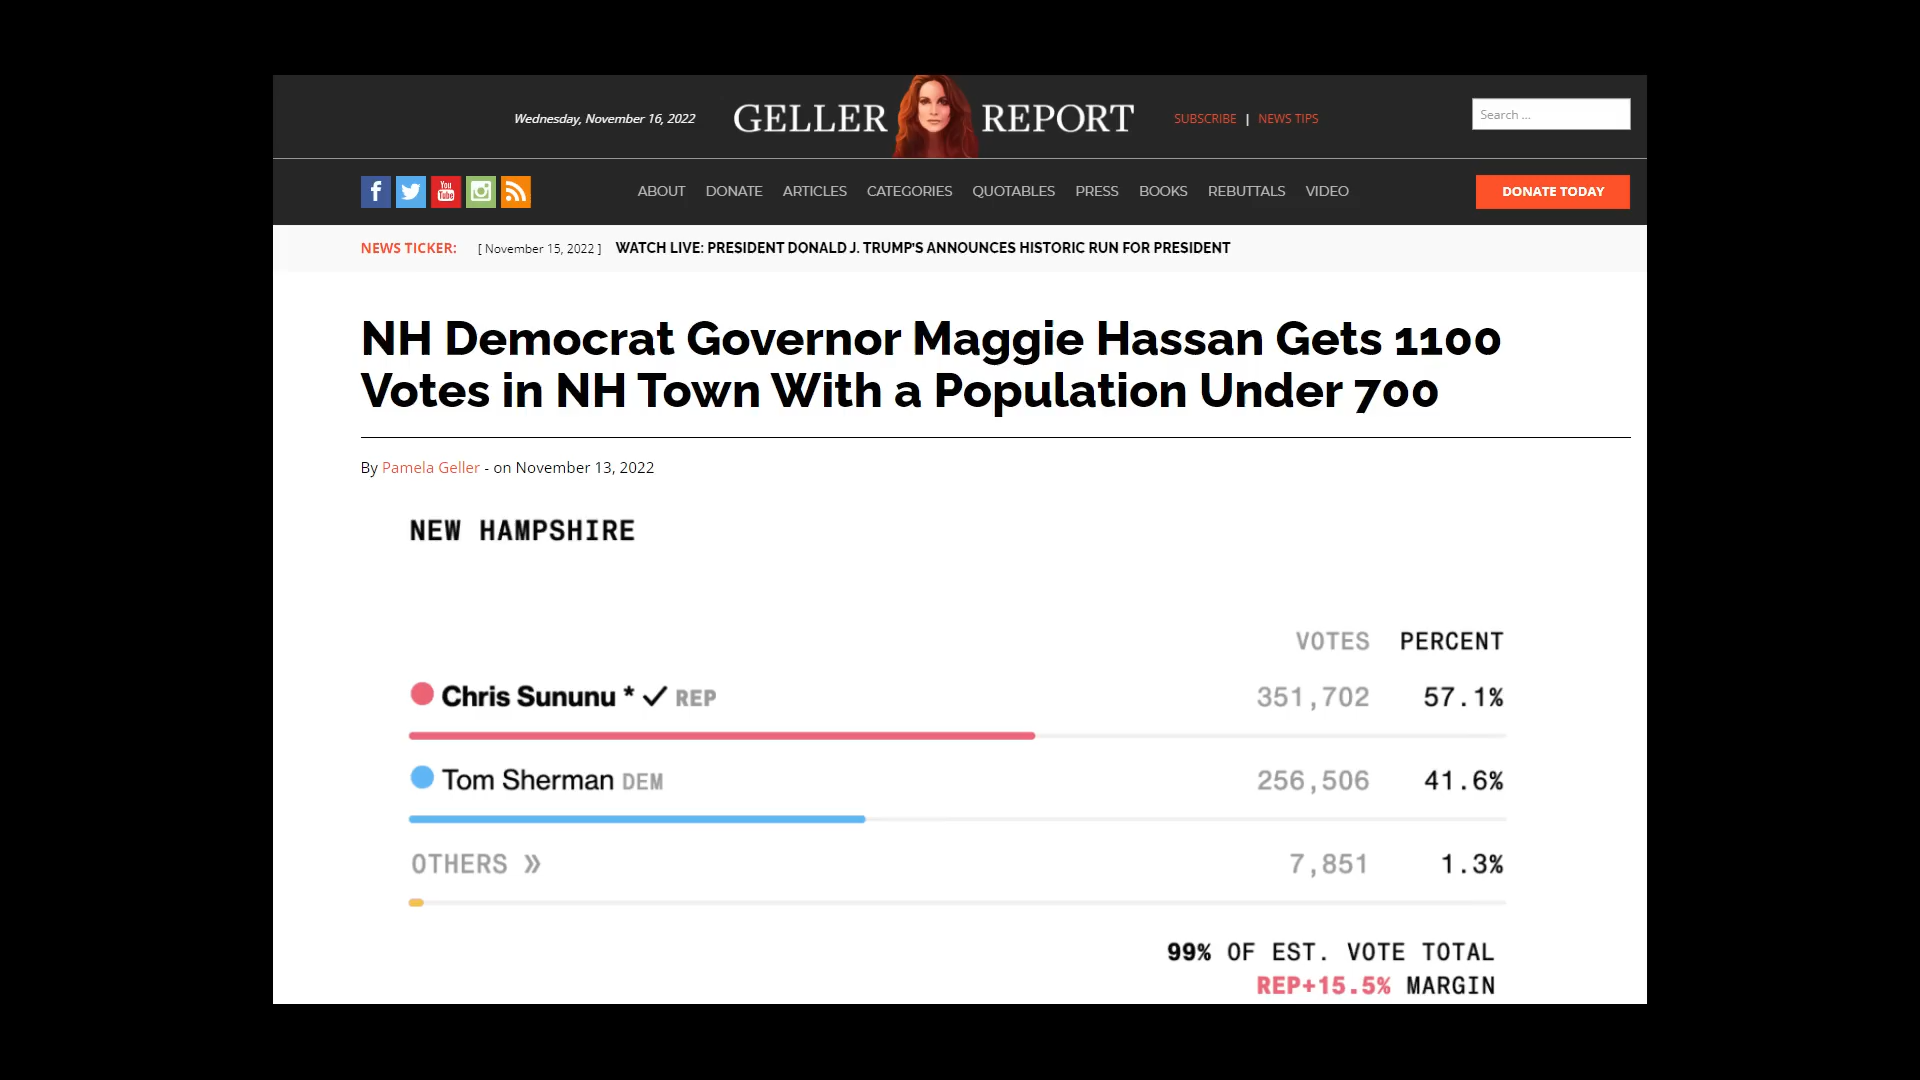 Wednesday, November 16, 2022
GELLER REPORT
SUBSCRIBE | NEWS TIPS
Search ...
f
You
Tube
ABOUT DONATE ARTICLES CATEGORIES QUOTABLES PRESS BOOKS REBUTTALS VIDEO
DONATE TODAY
NEWS TICKER: [ November 15, 2022 ] WATCH LIVE: PRESIDENT DONALD J. TRUMP'S ANNOUNCES HISTORIC RUN FOR PRESIDENT
NH Democrat Governor Maggie Hassan Gets 1100
Votes in NH Town With a Population Under 700
By Pamela Geller - on November 13, 2022
NEW HAMPSHIRE
VOTES PERCENT
Chris Sununu * ✓ REP 351,702 57.1%
Tom Sherman DEM 256,506 41.6%
OTHERS » 7,851 1.3%
99% OF EST. VOTE TOTAL
REP+15.5% MARGIN